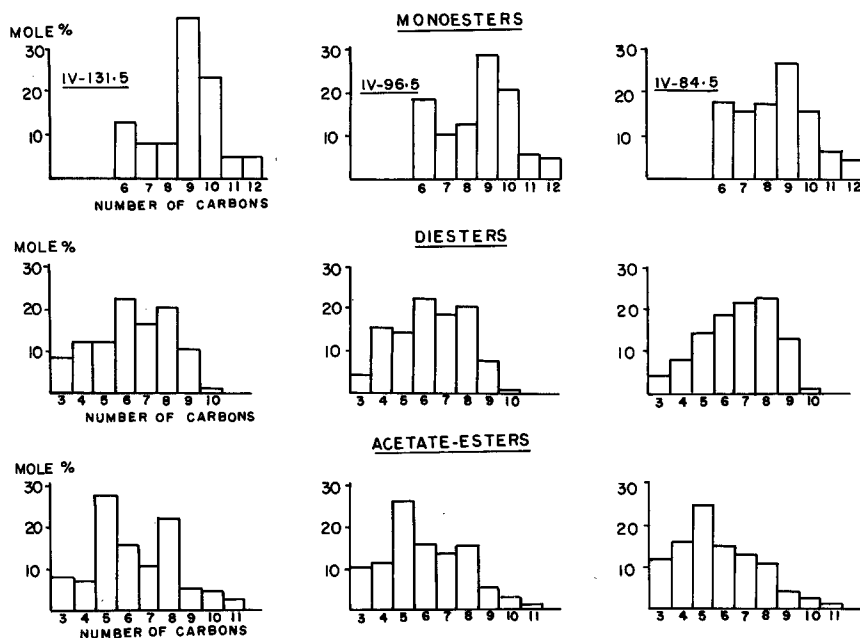 MONOESTERS
MOLE %
30
20
10
IV-131·5
6 7 8 9 10 11 12
NUMBER OF CARBONS
30
20
10
IV-96·5
6 7 8 9 10 11 12
30
20
10
IV-84·5
6 7 8 9 10 11 12
DIESTERS
MOLE %
30
20
10
3 4 5 6 7 8 9 10
NUMBER OF CARBONS
30
20
10
3 4 5 6 7 8 9 10
30
20
10
3 4 5 6 7 8 9 10
ACETATE-ESTERS
MOLE %
30
20
10
3 4 5 6 7 8 9 10 11
NUMBER OF CARBONS
30
20
10
3 4 5 6 7 8 9 10 11
30
20
10
3 4 5 6 7 8 9 10 11